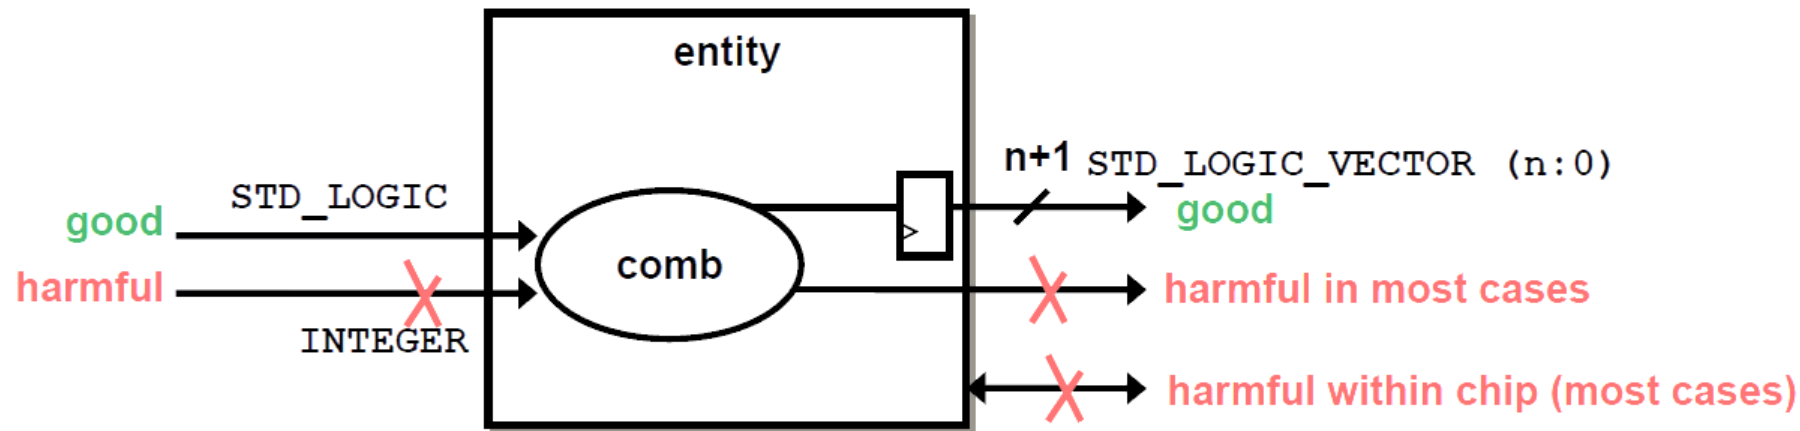 entity
n+1 STD_LOGIC_VECTOR (n:0)
STD_LOGIC
good
good
comb
harmful
harmful in most cases
INTEGER
harmful within chip (most cases)